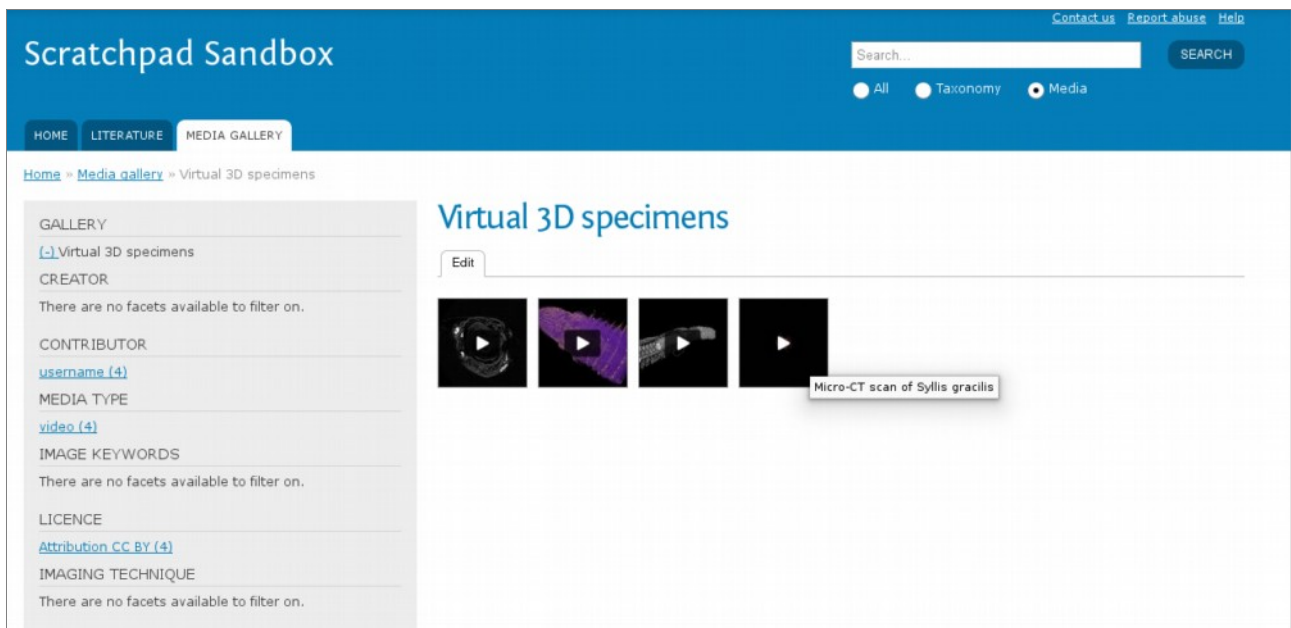 Contact us Report abuse Help
Scratchpad Sandbox
Search...
SEARCH
All Taxonomy Media
HOME LITERATURE MEDIA GALLERY
Home » Media gallery » Virtual 3D specimens
GALLERY
(-) Virtual 3D specimens
CREATOR
There are no facets available to filter on.
CONTRIBUTOR
username (4)
MEDIA TYPE
video (4)
IMAGE KEYWORDS
There are no facets available to filter on.
LICENCE
Attribution CC BY (4)
IMAGING TECHNIQUE
There are no facets available to filter on.
Virtual 3D specimens
Edit
Micro-CT scan of Syllis gracilis